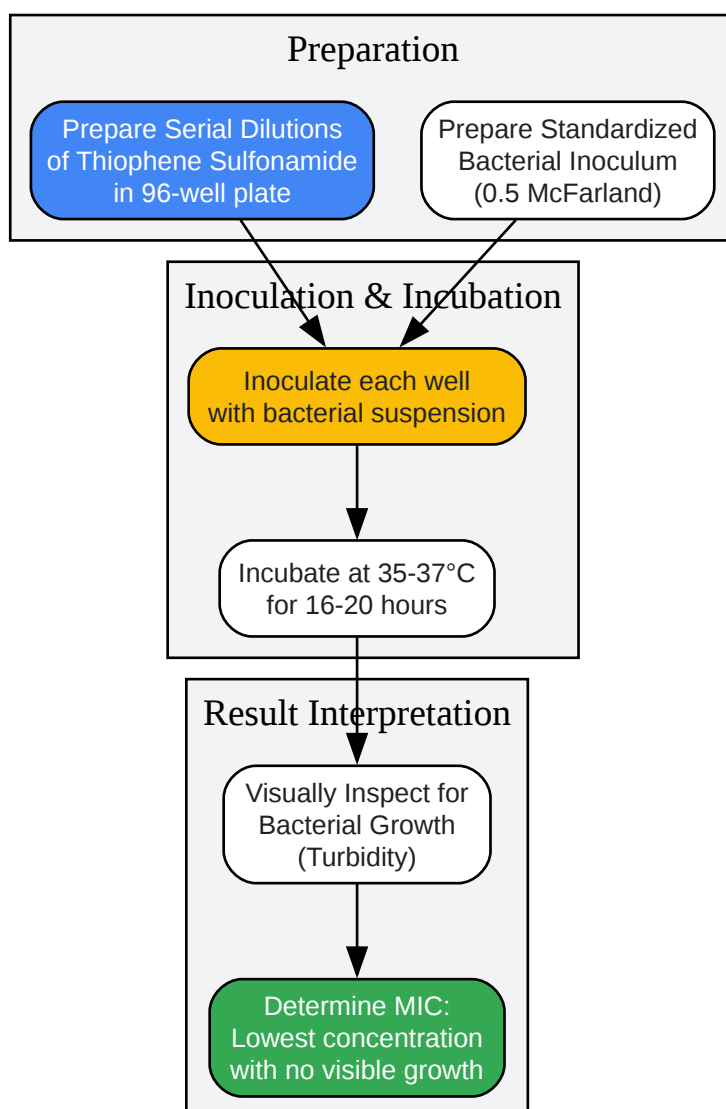 Preparation
Prepare Serial Dilutions
of Thiophene Sulfonamide
in 96-well plate
Prepare Standardized
Bacterial Inoculum
(0.5 McFarland)
Inoculation & Incubation
Inoculate each well
with bacterial suspension
Incubate at 35-37°C
for 16-20 hours
Result Interpretation
Visually Inspect for
Bacterial Growth
(Turbidity)
Determine MIC:
Lowest concentration
with no visible growth